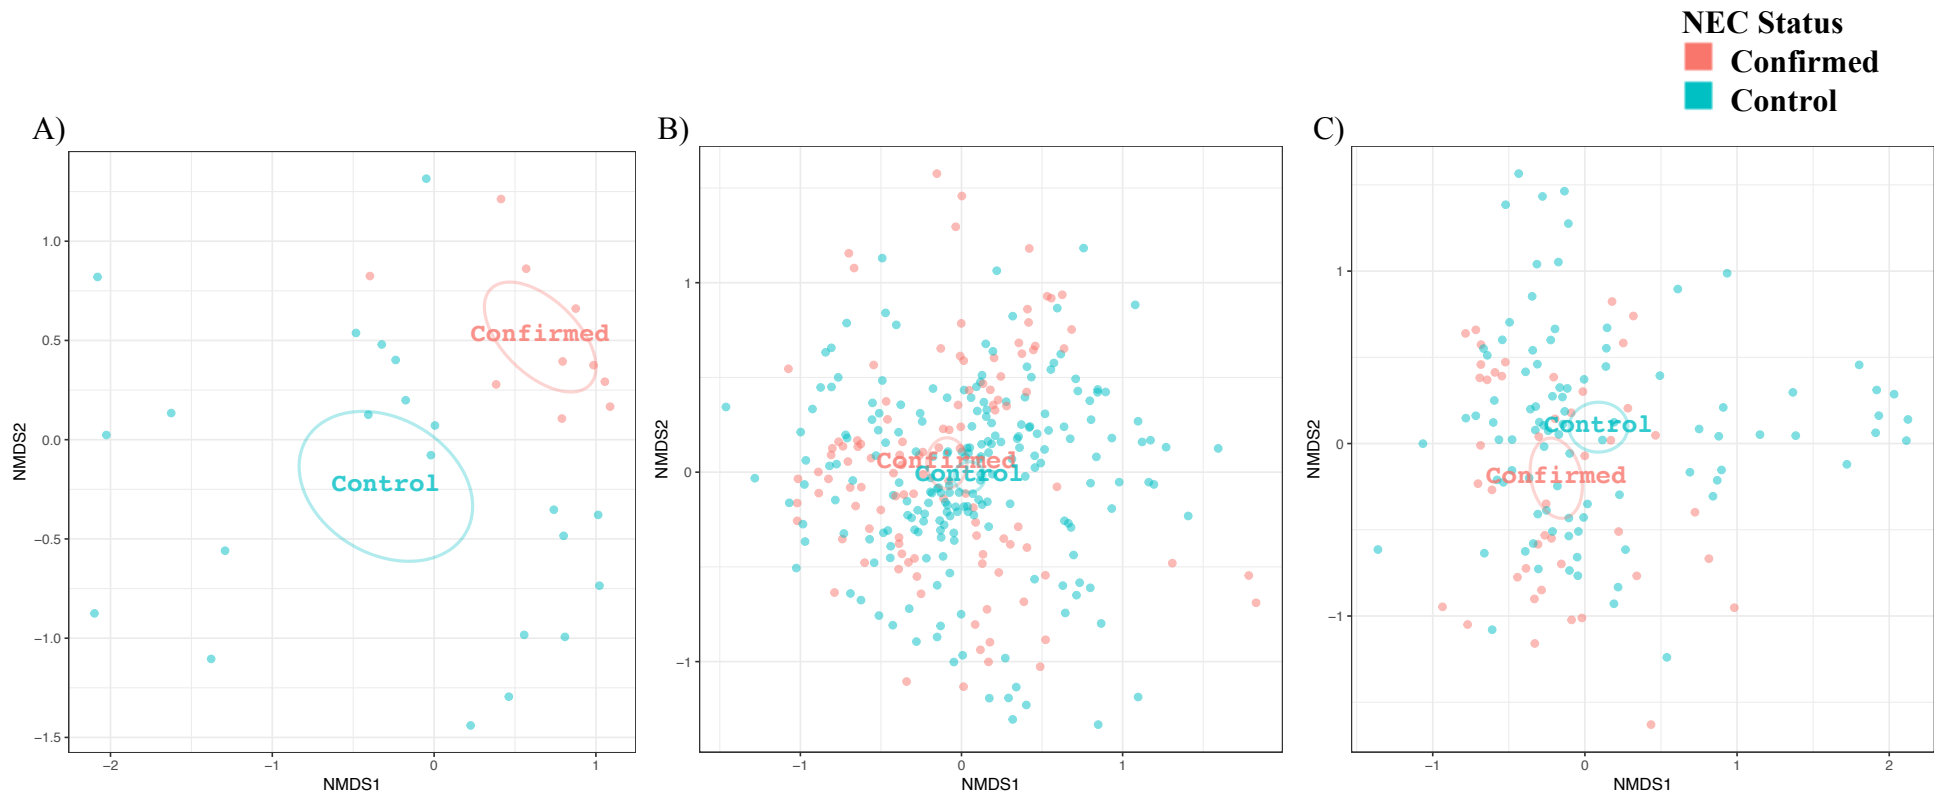 NEC Status
Confirmed
Control
A)
B)
C)
1.0
0.5
0.0
−0.5
−1.0
−1.5
NMDS2
−2
−1
0
1
NMDS1
Confirmed
Control
1
0
−1
NMDS2
−1
0
1
NMDS1
Confirmed
Control
1
0
−1
NMDS2
−1
0
1
2
NMDS1
Control
Confirmed